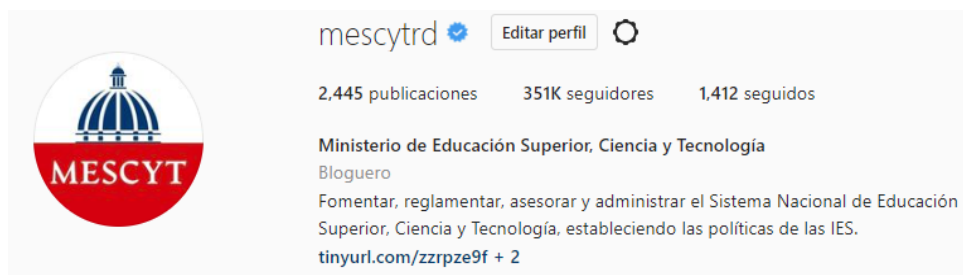 mescytrd Editar perfil
2,445 publicaciones 351K seguidores 1,412 seguidos
MESCYT
Ministerio de Educación Superior, Ciencia y Tecnología
Bloguero
Fomentar, reglamentar, asesorar y administrar el Sistema Nacional de Educación
Superior, Ciencia y Tecnología, estableciendo las políticas de las IES.
tinyurl.com/zzrpze9f + 2